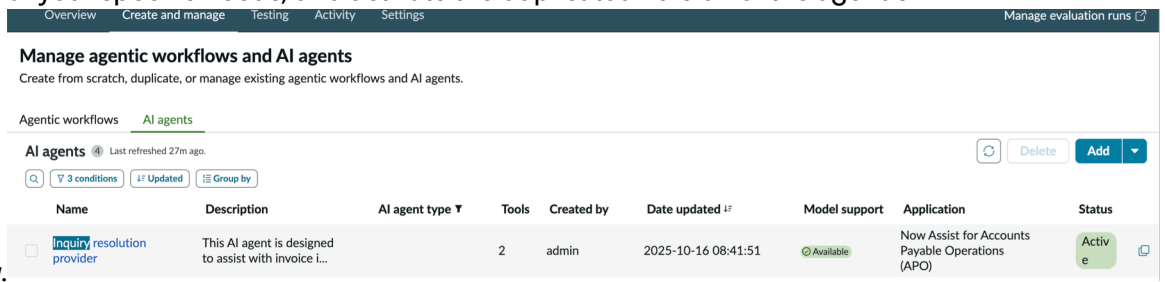 Overview Create and manage Testing Activity Settings Manage evaluation runs
Manage agentic workflows and AI agents
Create from scratch, duplicate, or manage existing agentic workflows and AI agents.
Agentic workflows AI agents
AI agents 4 Last refreshed 27m ago. Delete Add
3 conditions Updated Group by
Name Description AI agent type Tools Created by Date updated Model support Application Status
Inquiry resolution provider
This AI agent is designed to assist with invoice i...
2
admin
2025-10-16 08:41:51
Available
Now Assist for Accounts
Payable Operations
(APO)
Activ
e